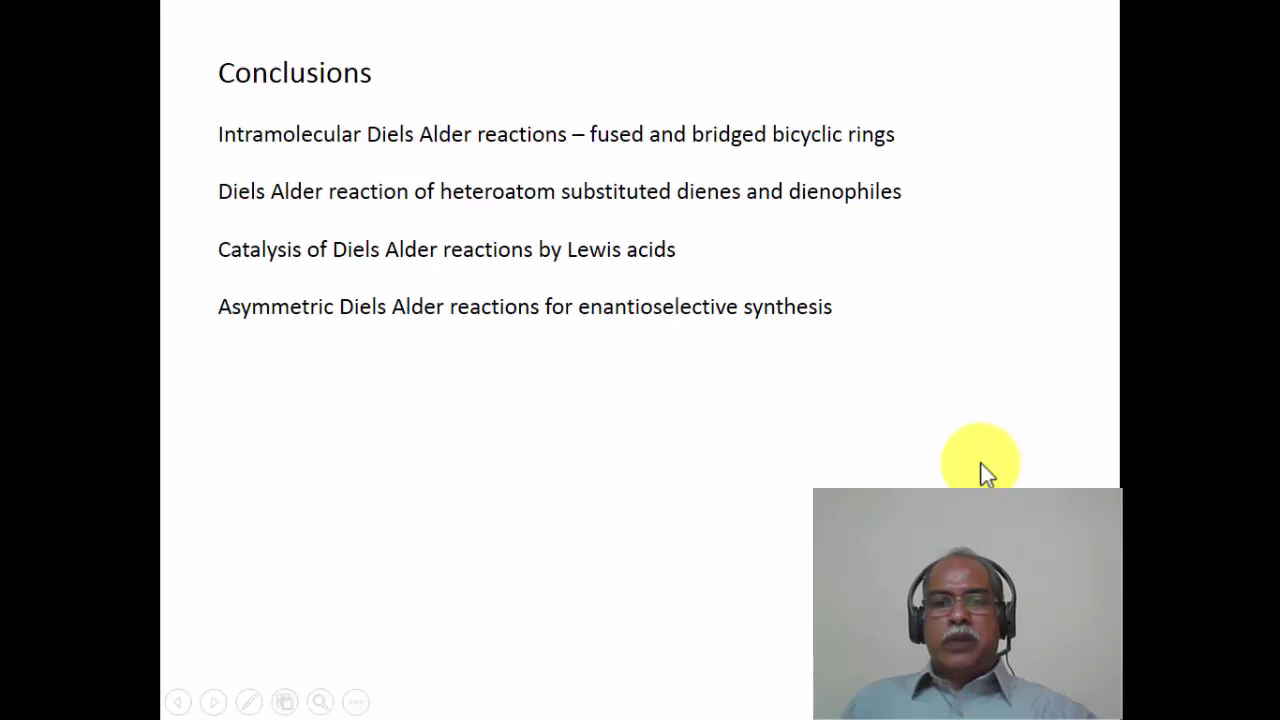 Conclusions
Intramolecular Diels Alder reactions – fused and bridged bicyclic rings
Diels Alder reaction of heteroatom substituted dienes and dienophiles
Catalysis of Diels Alder reactions by Lewis acids
Asymmetric Diels Alder reactions for enantioselective synthesis